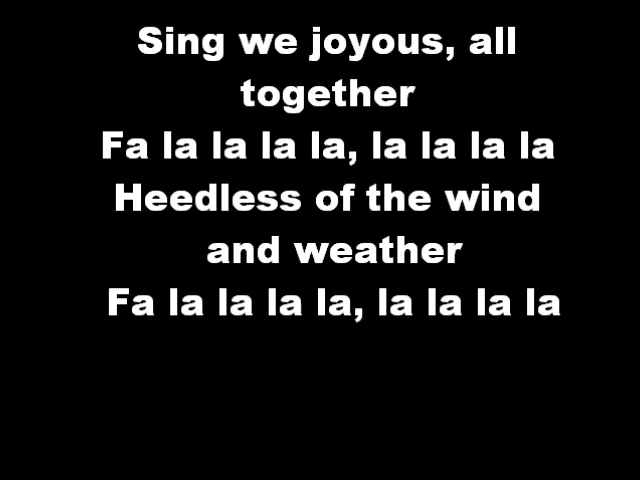 Sing we joyous, all
together
Fa la la la la, la la la la
Heedless of the wind
and weather
Fa la la la la, la la la la